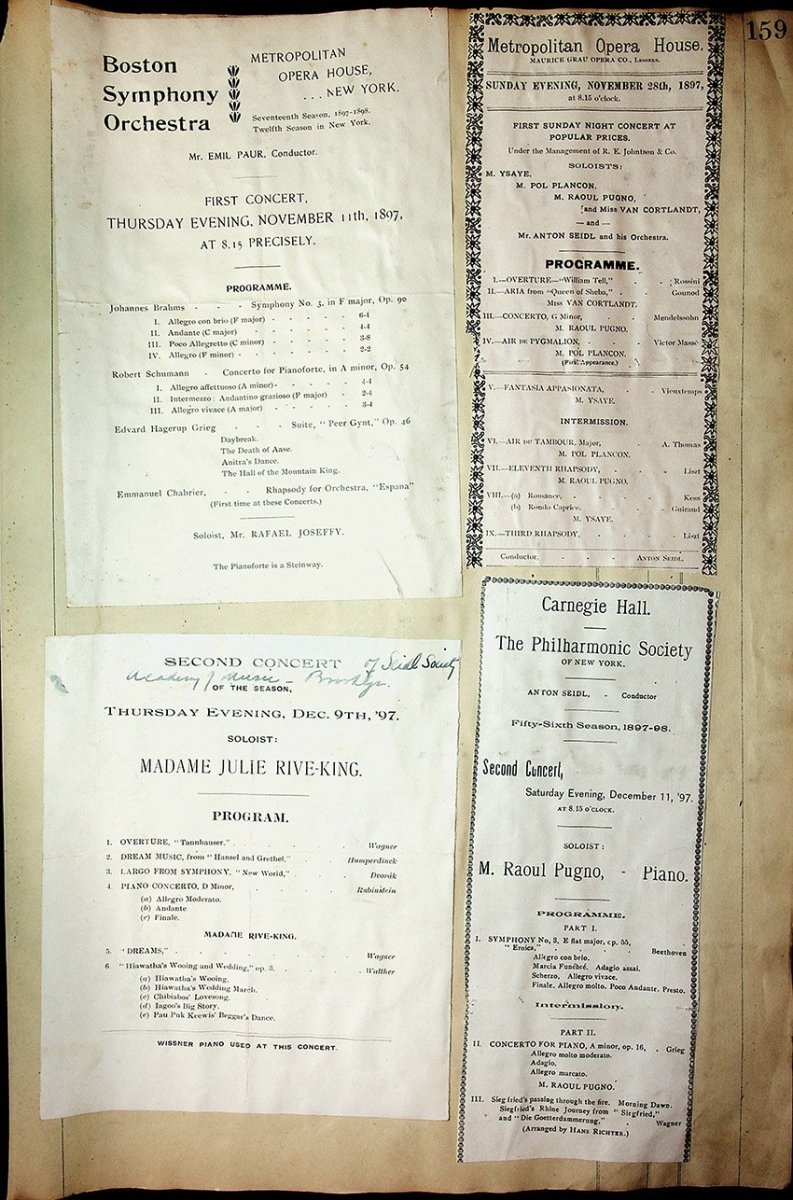 159
Boston
Symphony
Orchestra
METROPOLITAN
OPERA HOUSE,
... NEW YORK.
Seventeenth Season, 1897-1898.
Twelfth Season in New York.
Mr. EMIL PAUR, Conductor.
FIRST CONCERT,
THURSDAY EVENING, NOVEMBER 11th, 1897,
AT 8.15 PRECISELY.
PROGRAMME.
Johannes Brahms - - - Symphony No. 3, in F major, Op. 90
I. Allegro con brio (F major) - - - - - 6-4
II. Andante (C major) - - - - - 4-4
III. Poco Allegretto (C minor) - - - - - 3-8
IV. Allegro (F minor) - - - - - 2-2
Robert Schumann - Concerto for Pianoforte, in A minor, Op. 54
I. Allegro affettuoso (A minor) - - - - 4-4
II. Intermezzo: Andantino grazioso (F major) - 2-4
III. Allegro vivace (A major) - - - - 3-4
Edvard Hagerup Grieg - - - Suite, "Peer Gynt," Op. 46
Daybreak.
The Death of Aase.
Anitra's Dance.
The Hall of the Mountain King.
Emmanuel Chabrier, - - Rhapsody for Orchestra, "Espana"
(First time at these Concerts.)
Soloist, Mr. RAFAEL JOSEFFY.
The Pianoforte is a Steinway.
Metropolitan Opera House.
MAURICE GRAU OPERA CO., LESSEES.
SUNDAY EVENING, NOVEMBER 28th, 1897,
at 8.15 o'clock.
FIRST SUNDAY NIGHT CONCERT AT
POPULAR PRICES.
Under the Management of R. E. Johnston & Co.
SOLOISTS:
M. YSAYE,
M. POL PLANCON,
M. RAOUL PUGNO,
and Miss VAN CORTLANDT,
— and —
Mr. ANTON SEIDL and his Orchestra.
PROGRAMME.
I.—OVERTURE—"William Tell," - - Rossini
II.—ARIA from "Queen of Sheba," - - Gounod
Miss VAN CORTLANDT.
III.—CONCERTO, G Minor, - - Mendelssohn
M. RAOUL PUGNO.
IV.—AIR DE PYGMALION, - - - Victor Massé
M. POL PLANCON.
(First Appearance.)
V.—FANTASIA APPASIONATA, - - Vieuxtemps
M. YSAYE.
INTERMISSION.
VI.—AIR DU TAMBOUR, Major, - - A. Thomas
M. POL PLANCON.
VII.—ELEVENTH RHAPSODY, - - - Liszt
M. RAOUL PUGNO.
VIII.—(a) Romance, - - - - Kess
(b) Rondo Caprice, - - - Guiraud
M. YSAYE.
IX.—THIRD RHAPSODY, - - - - Liszt
Conductor, - - - ANTON SEIDL.
SECOND CONCERT of Seidl Society
Academy of Music – Brooklyn.
OF THE SEASON,
THURSDAY EVENING, DEC. 9TH, '97.
SOLOIST:
MADAME JULIE RIVE-KING.
PROGRAM.
1. OVERTURE, "Tannhauser," . . . . Wagner
2. DREAM MUSIC, from "Hansel and Grethel," . Humperdinck
3. LARGO FROM SYMPHONY, "New World," . . Dvorák
4. PIANO CONCERTO, D Minor, . . . . Rubinstein
(a) Allegro Moderato.
(b) Andante
(c) Finale.
MADAME RIVE-KING.
5. "DREAMS," . . . . . Wagner
6. "Hiawatha's Wooing and Wedding," op. 3. . . Walther
(a) Hiawatha's Wooing.
(b) Hiawatha's Wedding March.
(c) Chibiabos' Lovesong.
(d) Iagoo's Big Story.
(e) Pau Puk Keewis' Beggar's Dance.
WISSNER PIANO USED AT THIS CONCERT.
Carnegie Hall.
The Philharmonic Society
OF NEW YORK.
ANTON SEIDL, - Conductor
Fifty-Sixth Season, 1897-98.
Second Concert,
Saturday Evening, December 11, '97.
AT 8.15 O'CLOCK.
SOLOIST:
M. Raoul Pugno, - Piano.
PROGRAMME.
PART I.
I. SYMPHONY No, 3, E flat major, op. 55,
"Eroica," . . . . Beethoven
Allegro con brio.
Marcia Funébré. Adagio assai.
Scherzo. Allegro vivace.
Finale. Allegro molto. Poco Andante. Presto.
Intermission.
PART II.
II. CONCERTO FOR PIANO, A minor, op. 16, . Grieg
Allegro molto moderato.
Adagio,
Allegro marcato.
M. RAOUL PUGNO.
III. Siegfried's passing through the fire. Morning Dawn.
Siegfried's Rhine Journey from "Siegfried,"
and "Die Goetterdammerung," . Wagner
(Arranged by HANS RICHTER.)